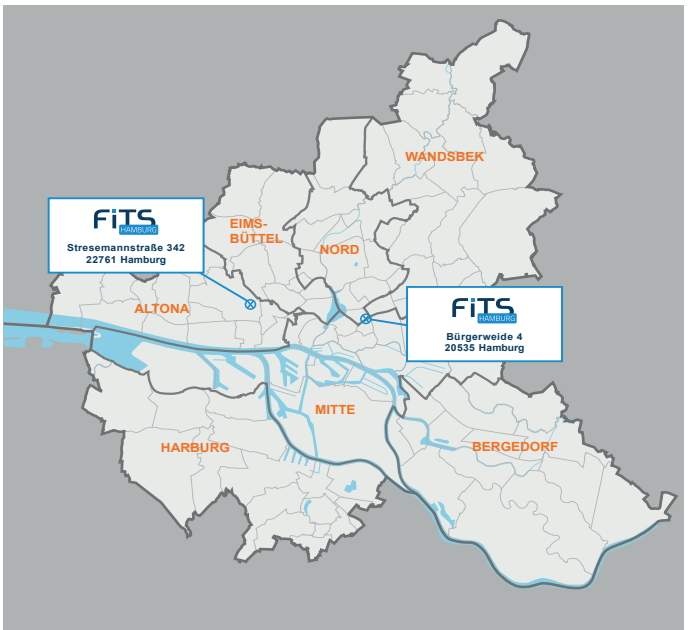 WANDSBEK
FiTS
HAMBURG
Stresemannstraße 342
22761 Hamburg
EIMS-
BÜTTEL
NORD
ALTONA
FiTS
HAMBURG
Bürgerweide 4
20535 Hamburg
MITTE
HARBURG
BERGEDORF